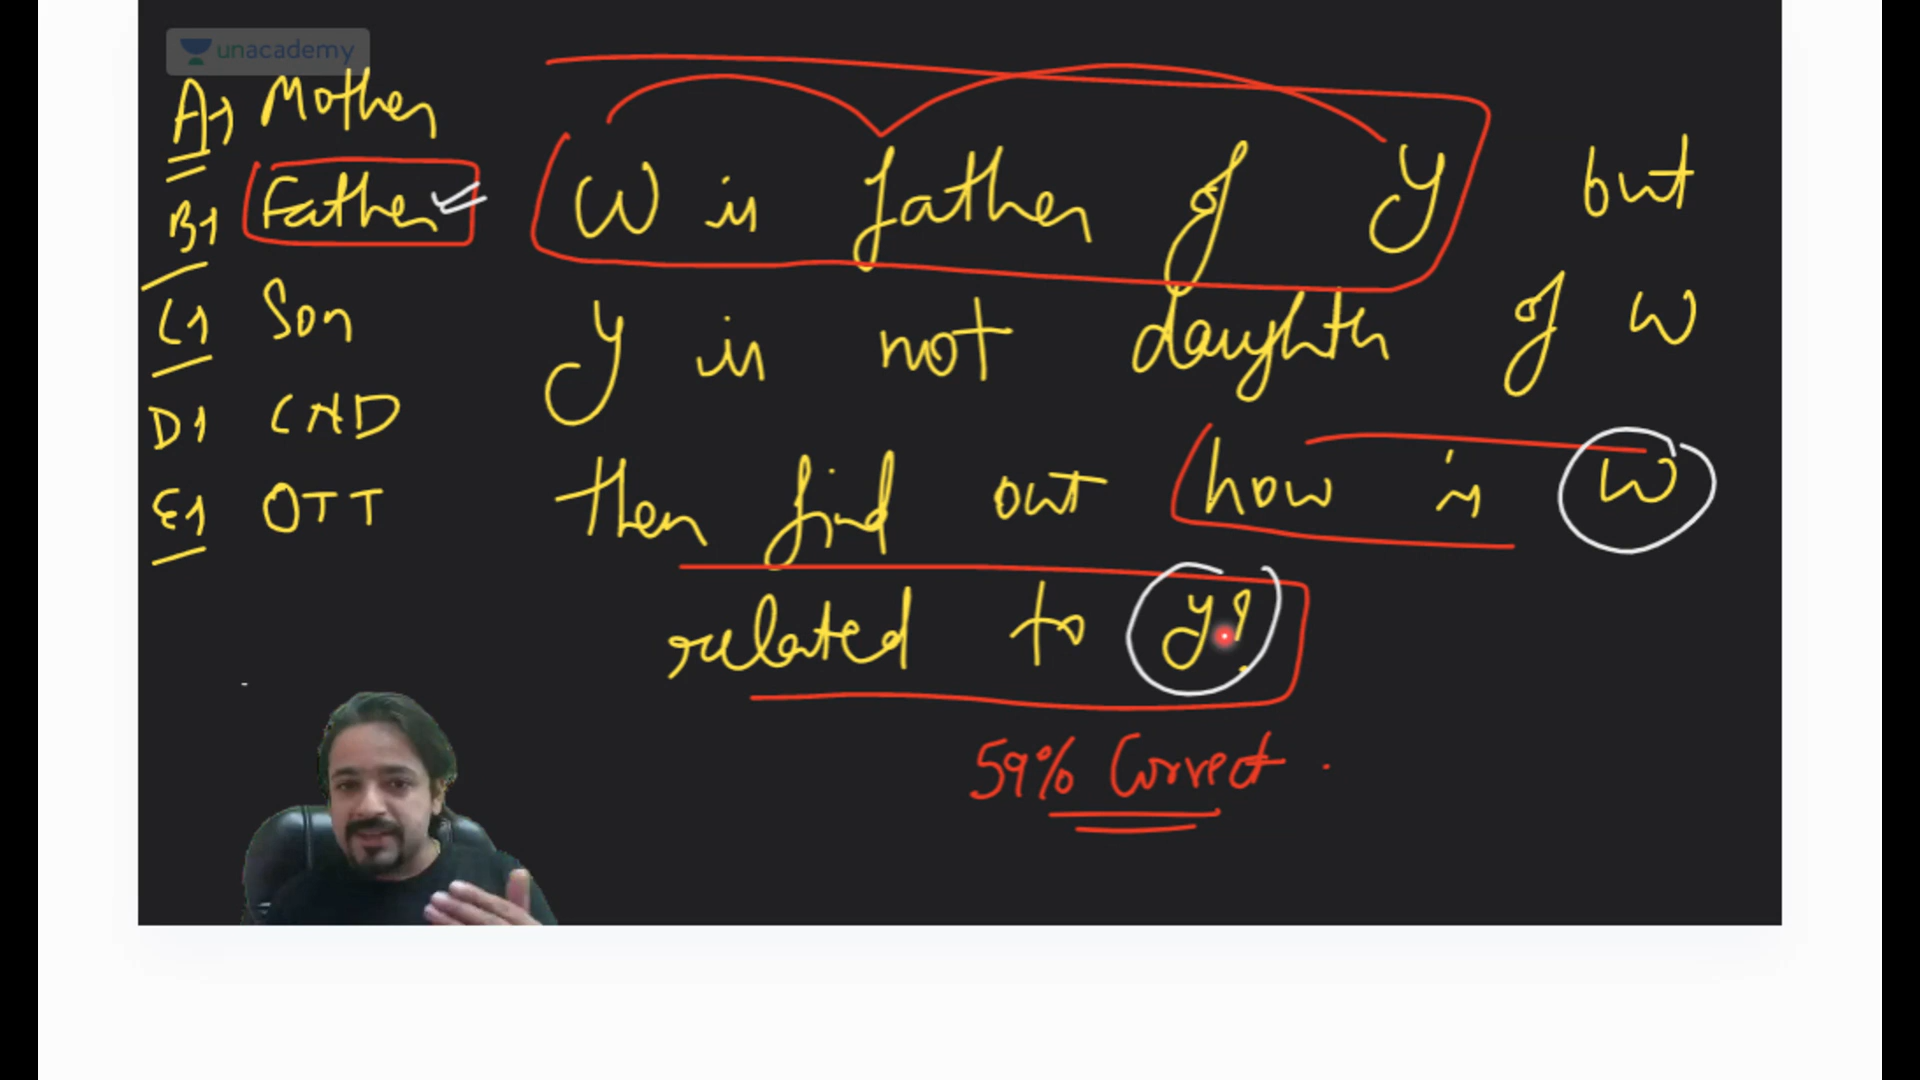 unacademy
A) Mother
B) Father
C) Son
D) CND
E) OTT
W is father of Y but
Y is not daughter of W
then find out how is W
related to Y?
59% Correct.